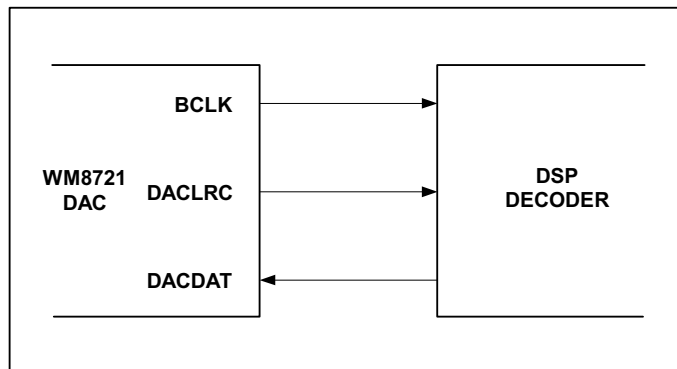 BCLK
WM8721
DAC
DACLRC
DACDAT
DSP
DECODER